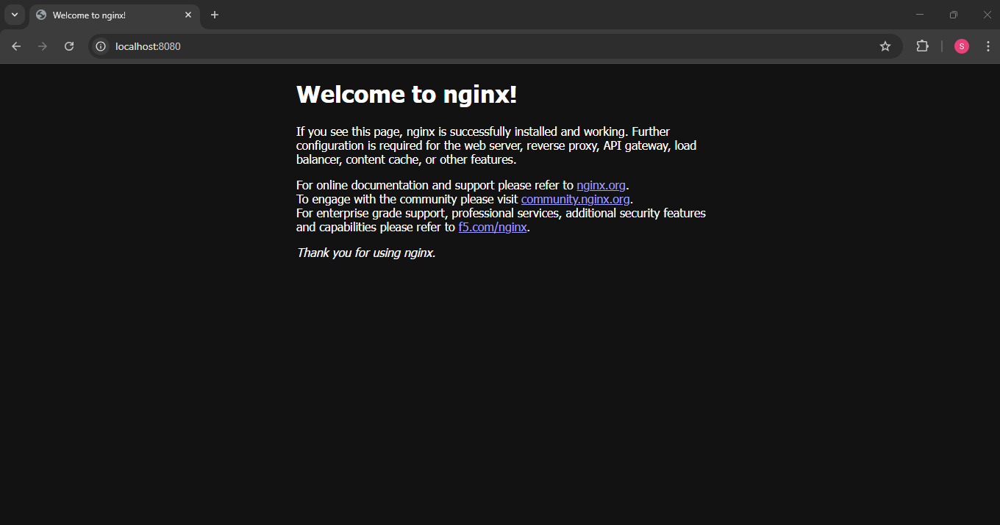 Welcome to nginx!
localhost:8080
S
Welcome to nginx!
If you see this page, nginx is successfully installed and working. Further
configuration is required for the web server, reverse proxy, API gateway, load
balancer, content cache, or other features.
For online documentation and support please refer to nginx.org.
To engage with the community please visit community.nginx.org.
For enterprise grade support, professional services, additional security features
and capabilities please refer to f5.com/nginx.
Thank you for using nginx.